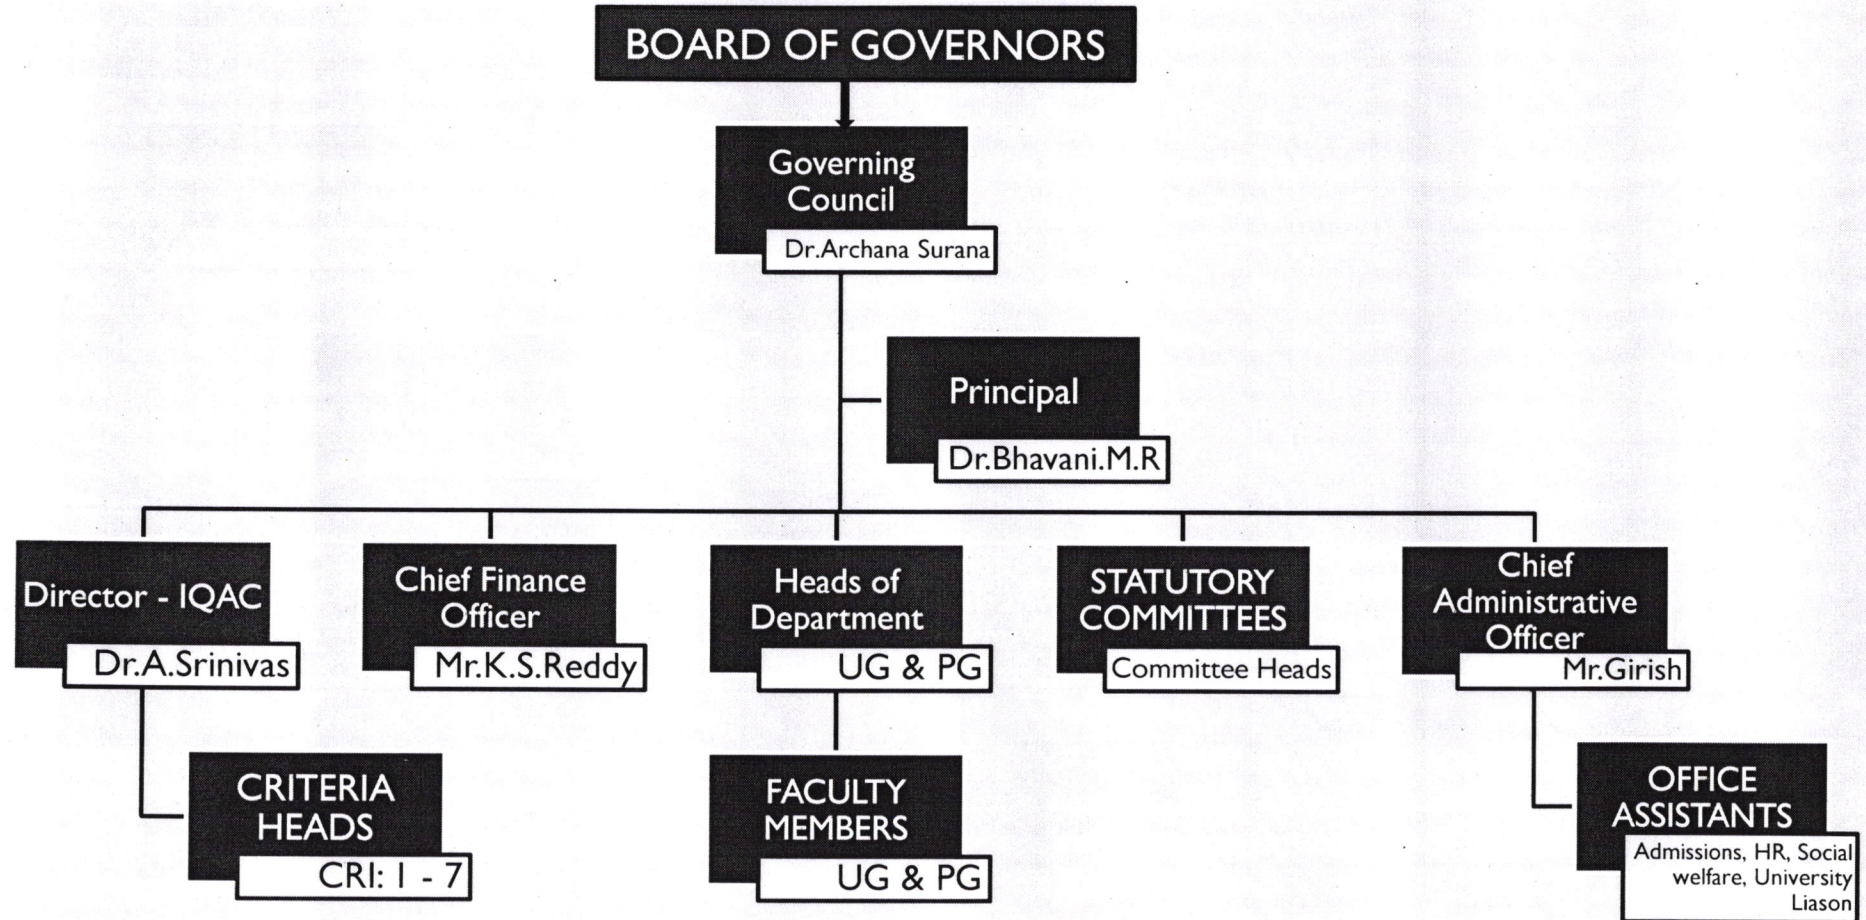 BOARD OF GOVERNORS
Governing
Council
Dr.Archana Surana
Principal
Dr.Bhavani.M.R
Director - IQAC
Dr.A.Srinivas
Chief Finance
Officer
Mr.K.S.Reddy
Heads of
Department
UG & PG
STATUTORY
COMMITTEES
Committee Heads
Chief
Administrative
Officer
Mr.Girish
CRITERIA
HEADS
CRI: 1 - 7
FACULTY
MEMBERS
UG & PG
OFFICE
ASSISTANTS
Admissions, HR, Social
welfare, University
Liason